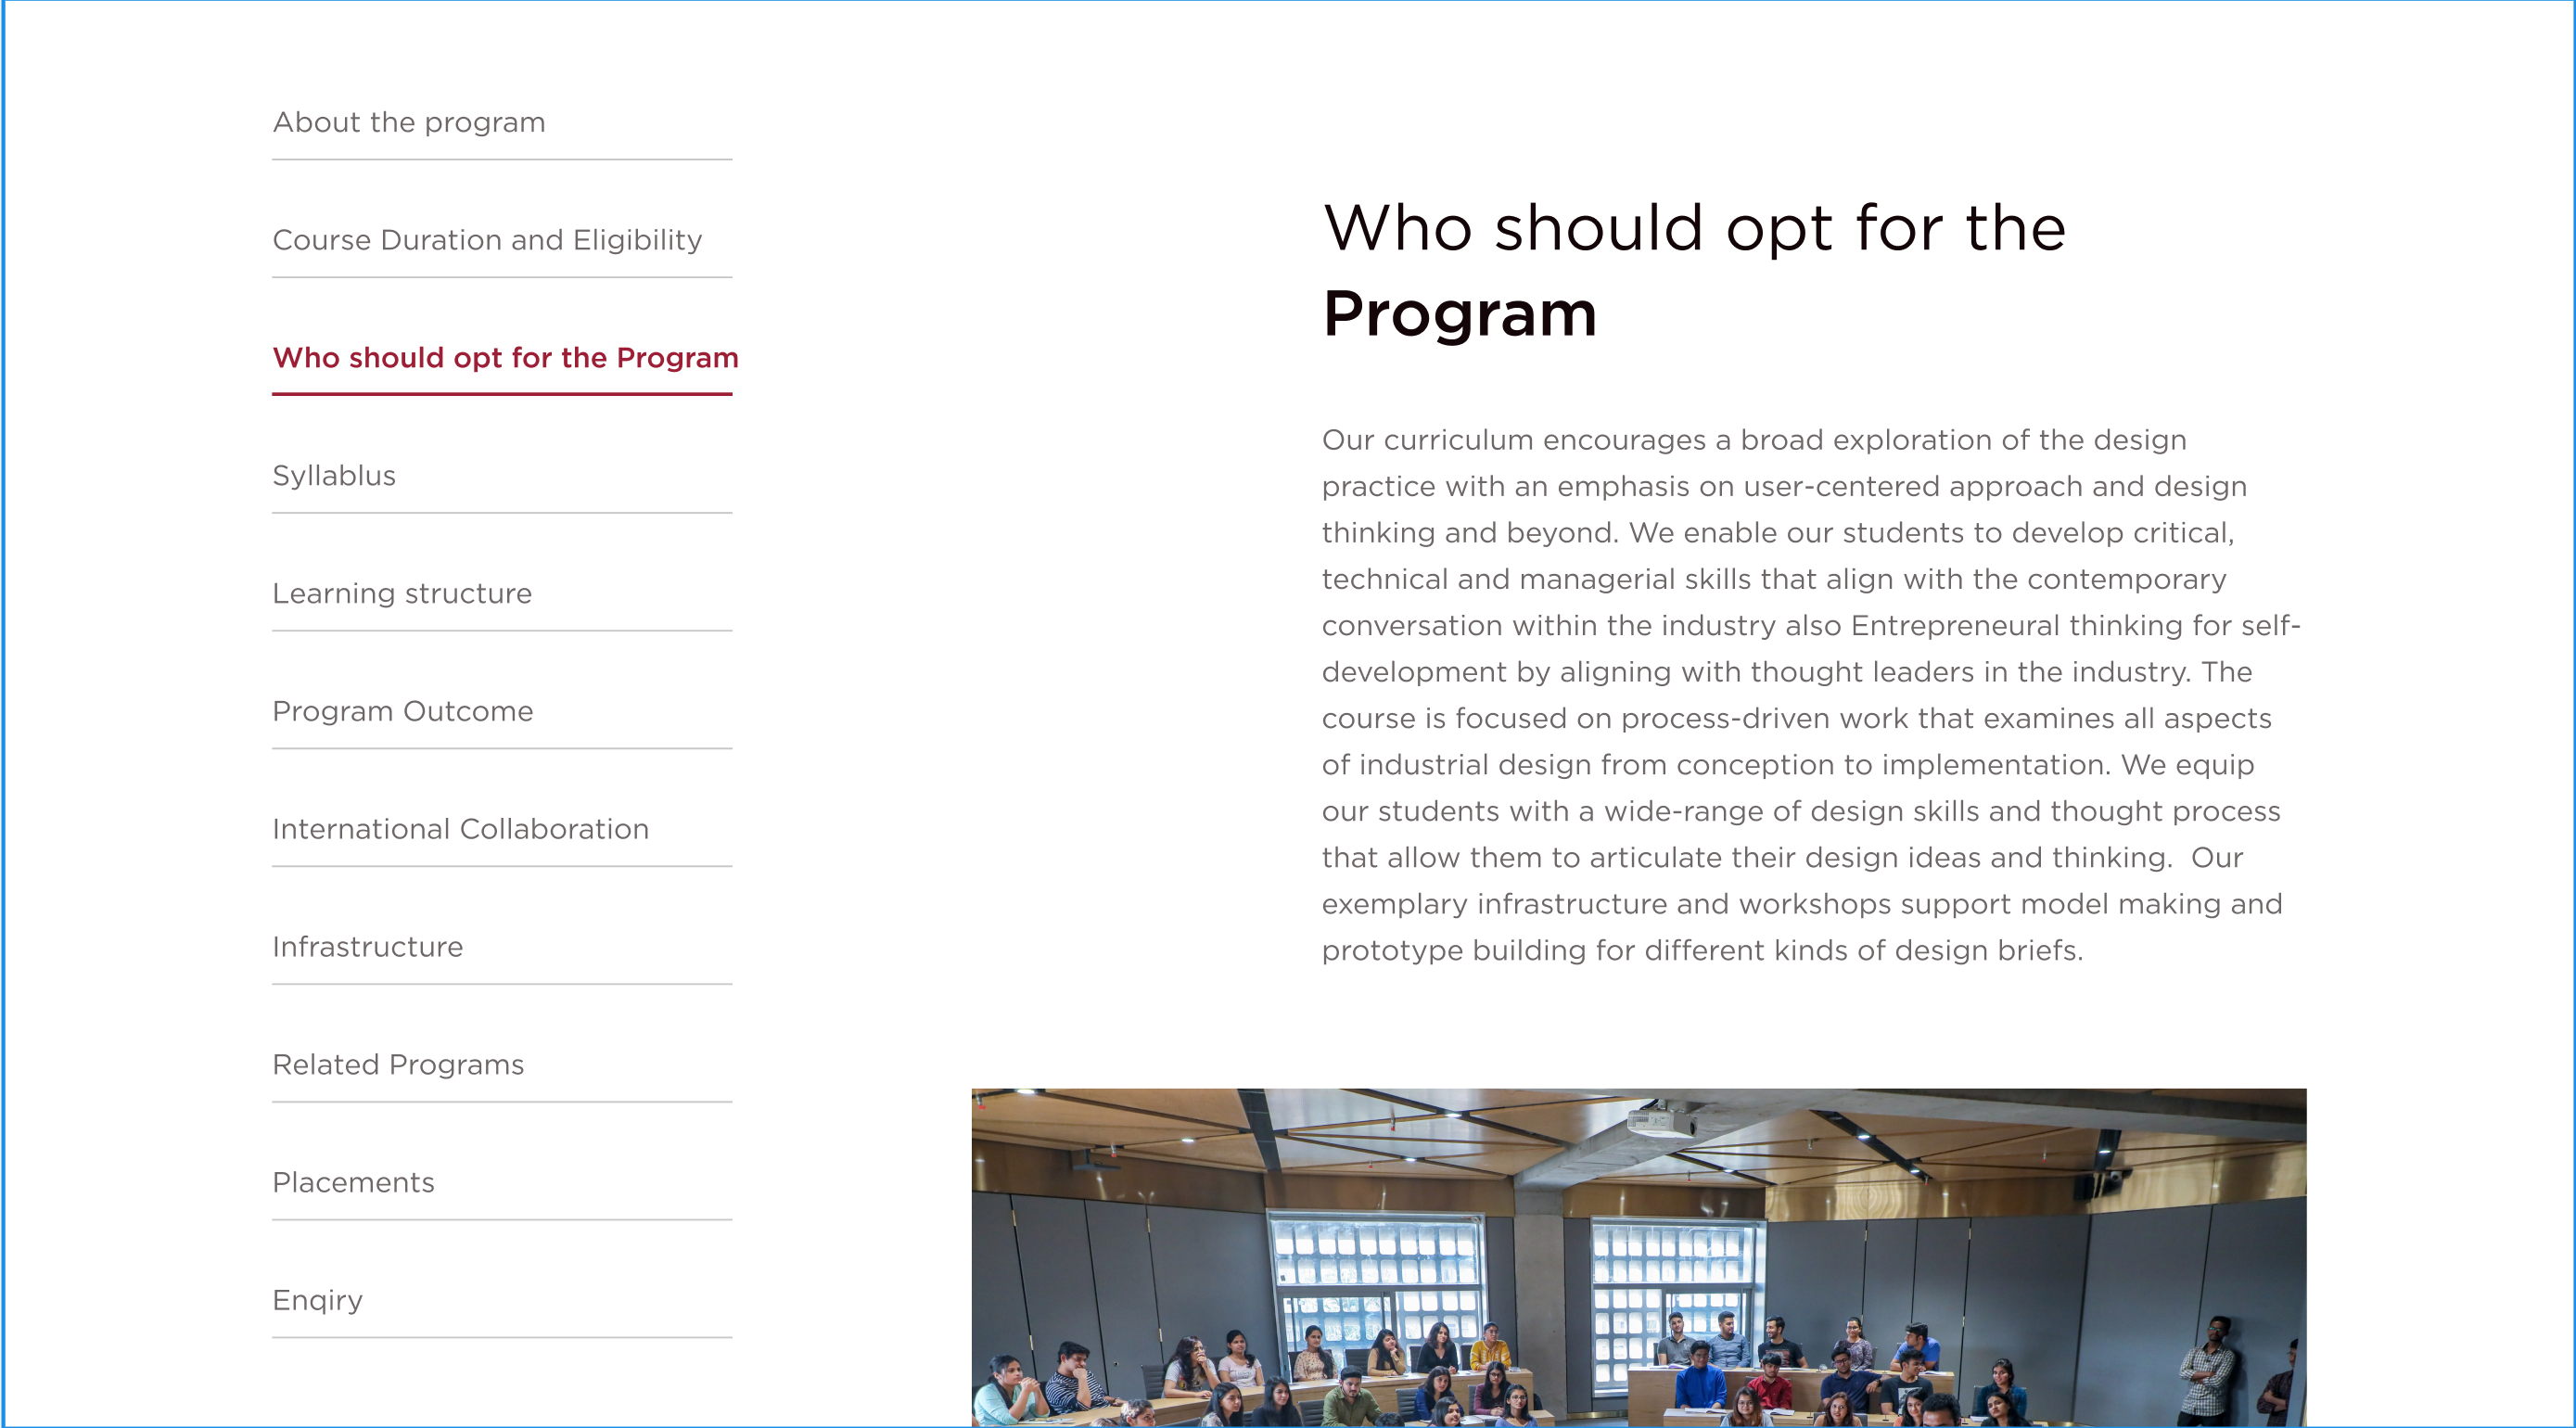 About the program
Course Duration and Eligibility
Who should opt for the Program
Syllablus
Learning structure
Program Outcome
International Collaboration
Infrastructure
Related Programs
Placements
Enqiry
Who should opt for the
Program
Our curriculum encourages a broad exploration of the design
practice with an emphasis on user-centered approach and design
thinking and beyond. We enable our students to develop critical,
technical and managerial skills that align with the contemporary
conversation within the industry also Entrepreneural thinking for self-
development by aligning with thought leaders in the industry. The
course is focused on process-driven work that examines all aspects
of industrial design from conception to implementation. We equip
our students with a wide-range of design skills and thought process
that allow them to articulate their design ideas and thinking.  Our
exemplary infrastructure and workshops support model making and
prototype building for different kinds of design briefs.